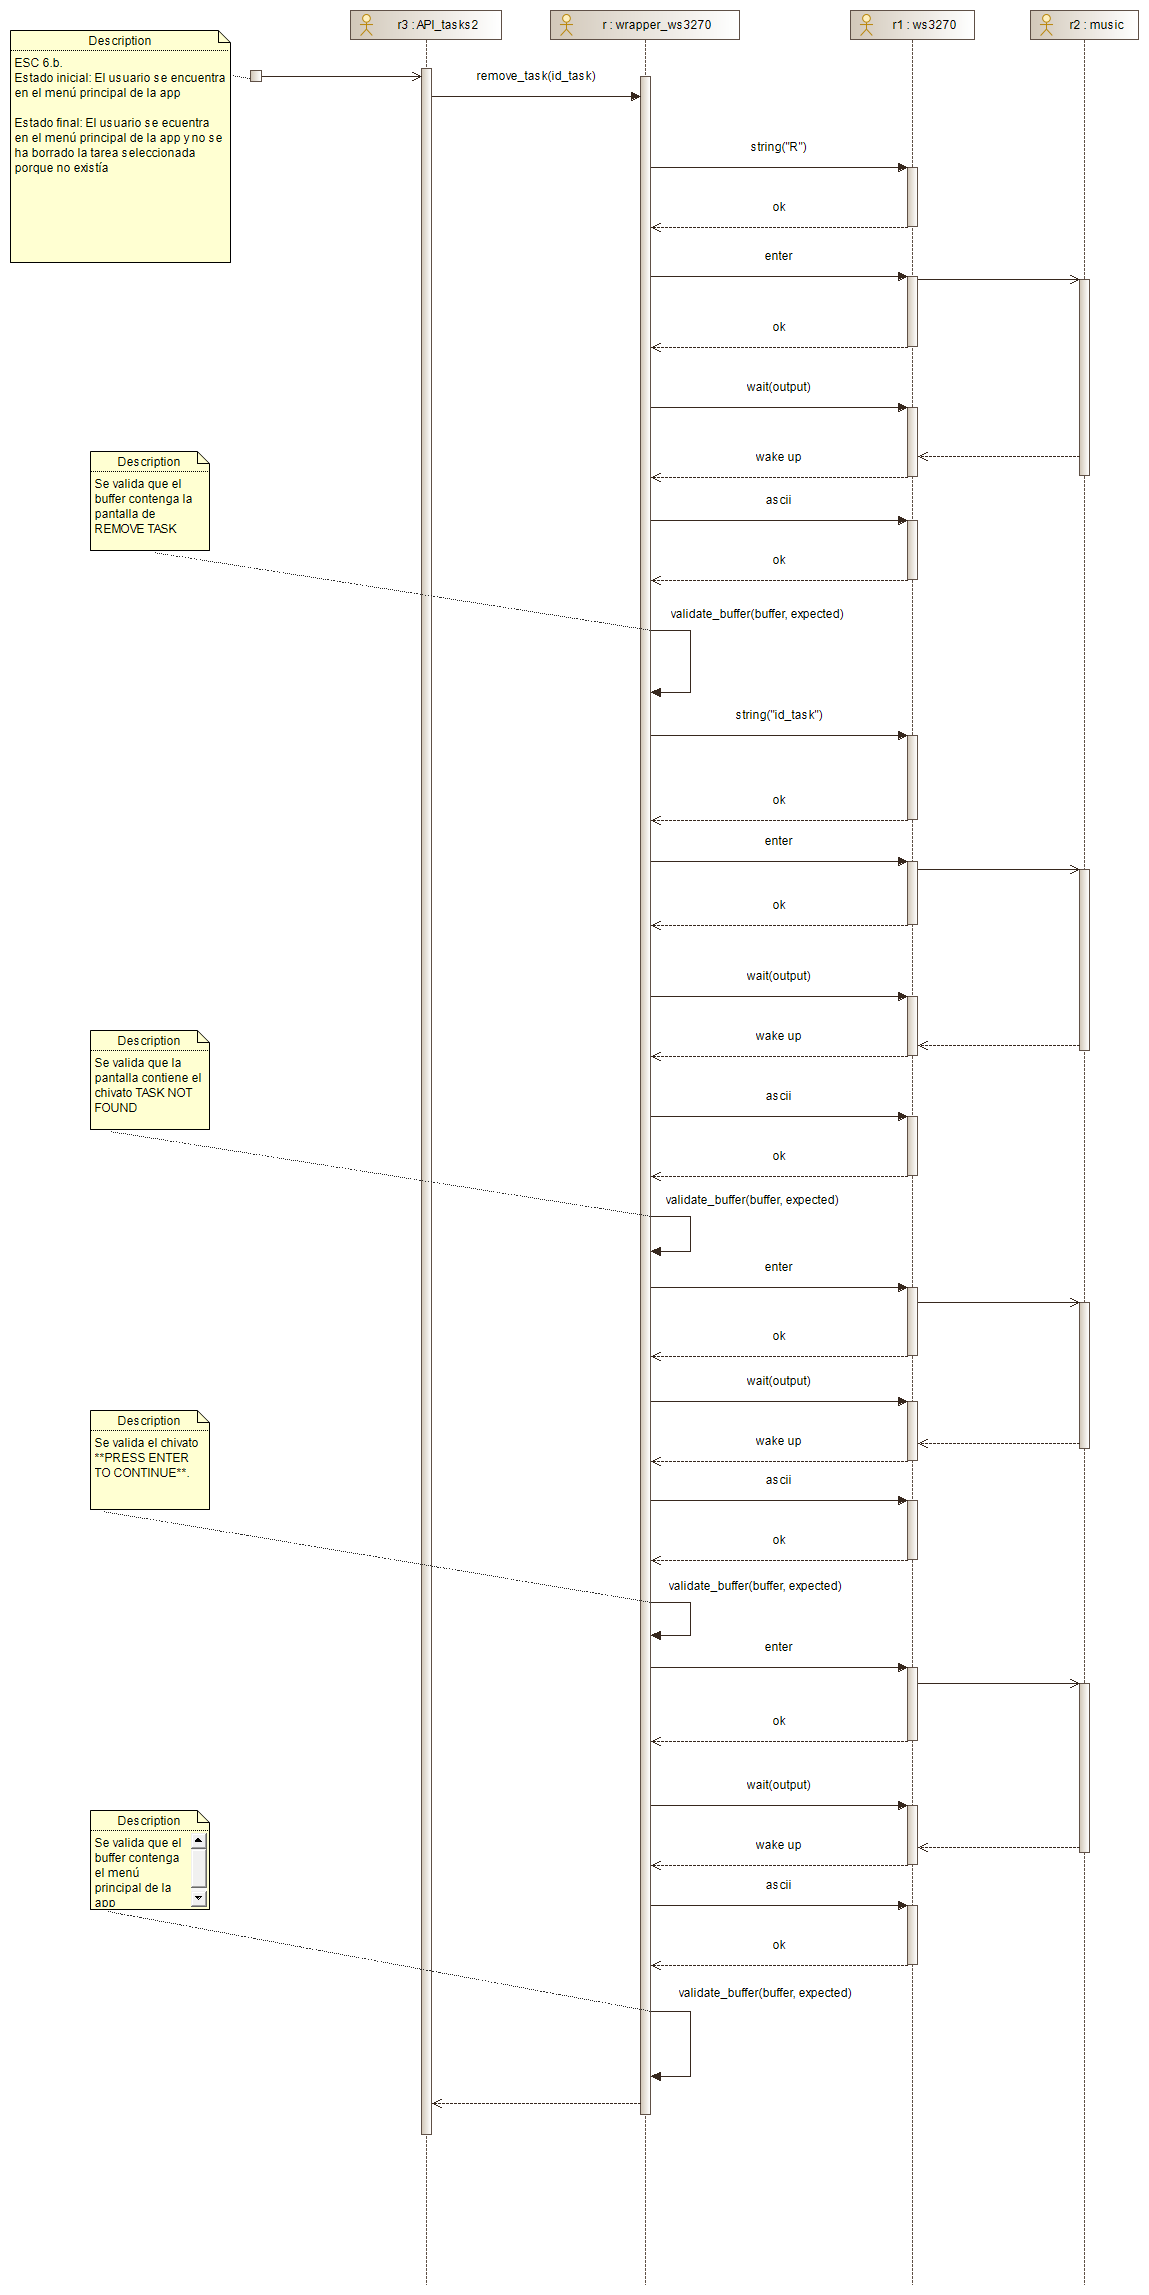 r3 : API_tasks2
r : wrapper_ws3270
r1 : ws3270
r2 : music
Description
ESC 6.b.
Estado inicial: El usuario se encuentra
en el menú principal de la app
Estado final: El usuario se ecuentra
en el menú principal de la app y no se
ha borrado la tarea seleccionada
porque no existía
remove_task(id_task)
string("R")
ok
enter
ok
wait(output)
wake up
Description
Se valida que el
buffer contenga la
pantalla de
REMOVE TASK
ascii
ok
validate_buffer(buffer, expected)
string("id_task")
ok
enter
ok
wait(output)
wake up
Description
Se valida que la
pantalla contiene el
chivato TASK NOT
FOUND
ascii
ok
validate_buffer(buffer, expected)
enter
ok
wait(output)
wake up
Description
Se valida el chivato
**PRESS ENTER
TO CONTINUE**.
ascii
ok
validate_buffer(buffer, expected)
enter
ok
wait(output)
wake up
Description
Se valida que el
buffer contenga
el menú
principal de la
app
ascii
ok
validate_buffer(buffer, expected)